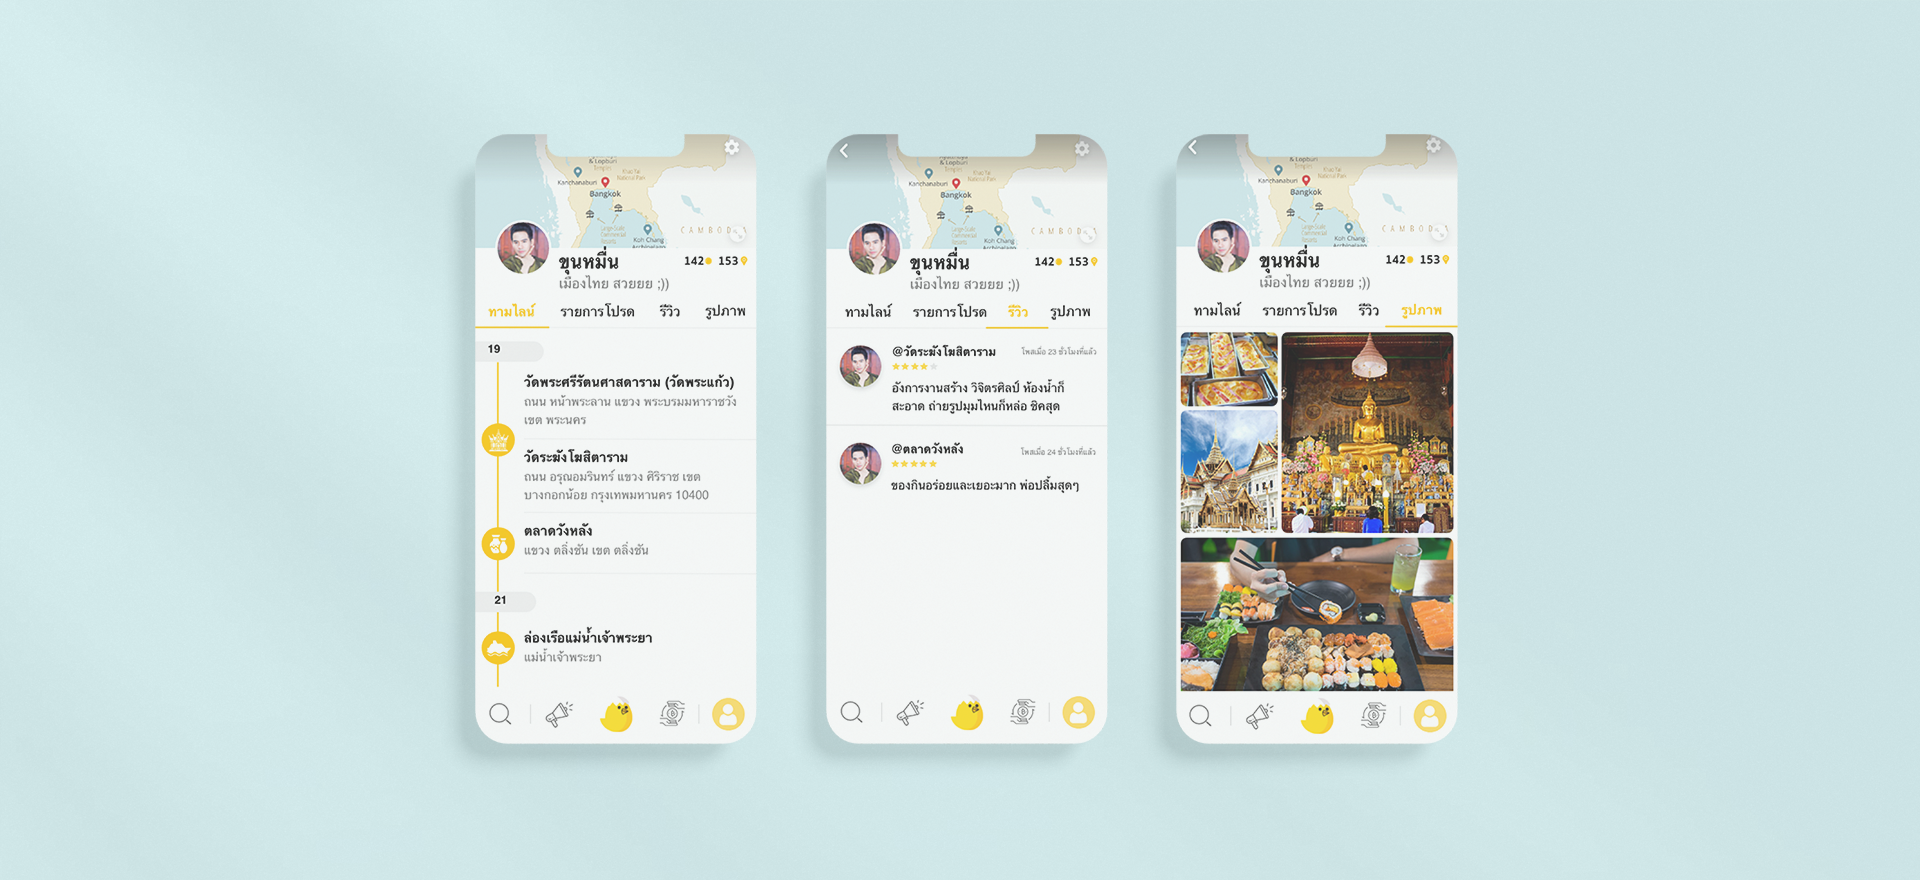 & Lopburi
Temples
Khao Yai
National Park
Kanchanaburi
Bangkok
Koh Chang
Archipelago
CAMBODIA
ขุนหมื่น
142 153
เมืองไทย สวยยย ;))
ทามไลน์ รายการโปรด รีวิว รูปภาพ
19
วัดพระศรีรัตนศาสดาราม (วัดพระแก้ว)
ถนน หน้าพระลาน แขวง พระบรมมหาราชวัง
เขต พระนคร
วัดระฆังโฆสิตาราม
ถนน อรุณอมรินทร์ แขวง ศิริราช เขต
บางกอกน้อย กรุงเทพมหานคร 10400
ตลาดวังหลัง
แขวง ตลิ่งชัน เขต ตลิ่งชัน
21
ล่องเรือแม่น้ำเจ้าพระยา
แม่น้ำเจ้าพระยา
& Lopburi
Temples
Khao Yai
National Park
Kanchanaburi
Bangkok
Koh Chang
Archipelago
CAMBODIA
ขุนหมื่น
142 153
เมืองไทย สวยยย ;))
ทามไลน์ รายการโปรด รีวิว รูปภาพ
@วัดระฆังโฆสิตาราม โพสเมื่อ 23 ชั่วโมงที่แล้ว
อังการงานสร้าง วิจิตรศิลป์ ห้องน้ำก็
สะอาด ถ่ายรูปมุมไหนก็หล่อ ชิคสุด
@ตลาดวังหลัง โพสเมื่อ 24 ชั่วโมงที่แล้ว
ของกินอร่อยและเยอะมาก พ่อปลื้มสุดๆ
& Lopburi
Temples
Khao Yai
National Park
Kanchanaburi
Bangkok
Koh Chang
Archipelago
CAMBODIA
ขุนหมื่น
142 153
เมืองไทย สวยยย ;))
ทามไลน์ รายการโปรด รีวิว รูปภาพ